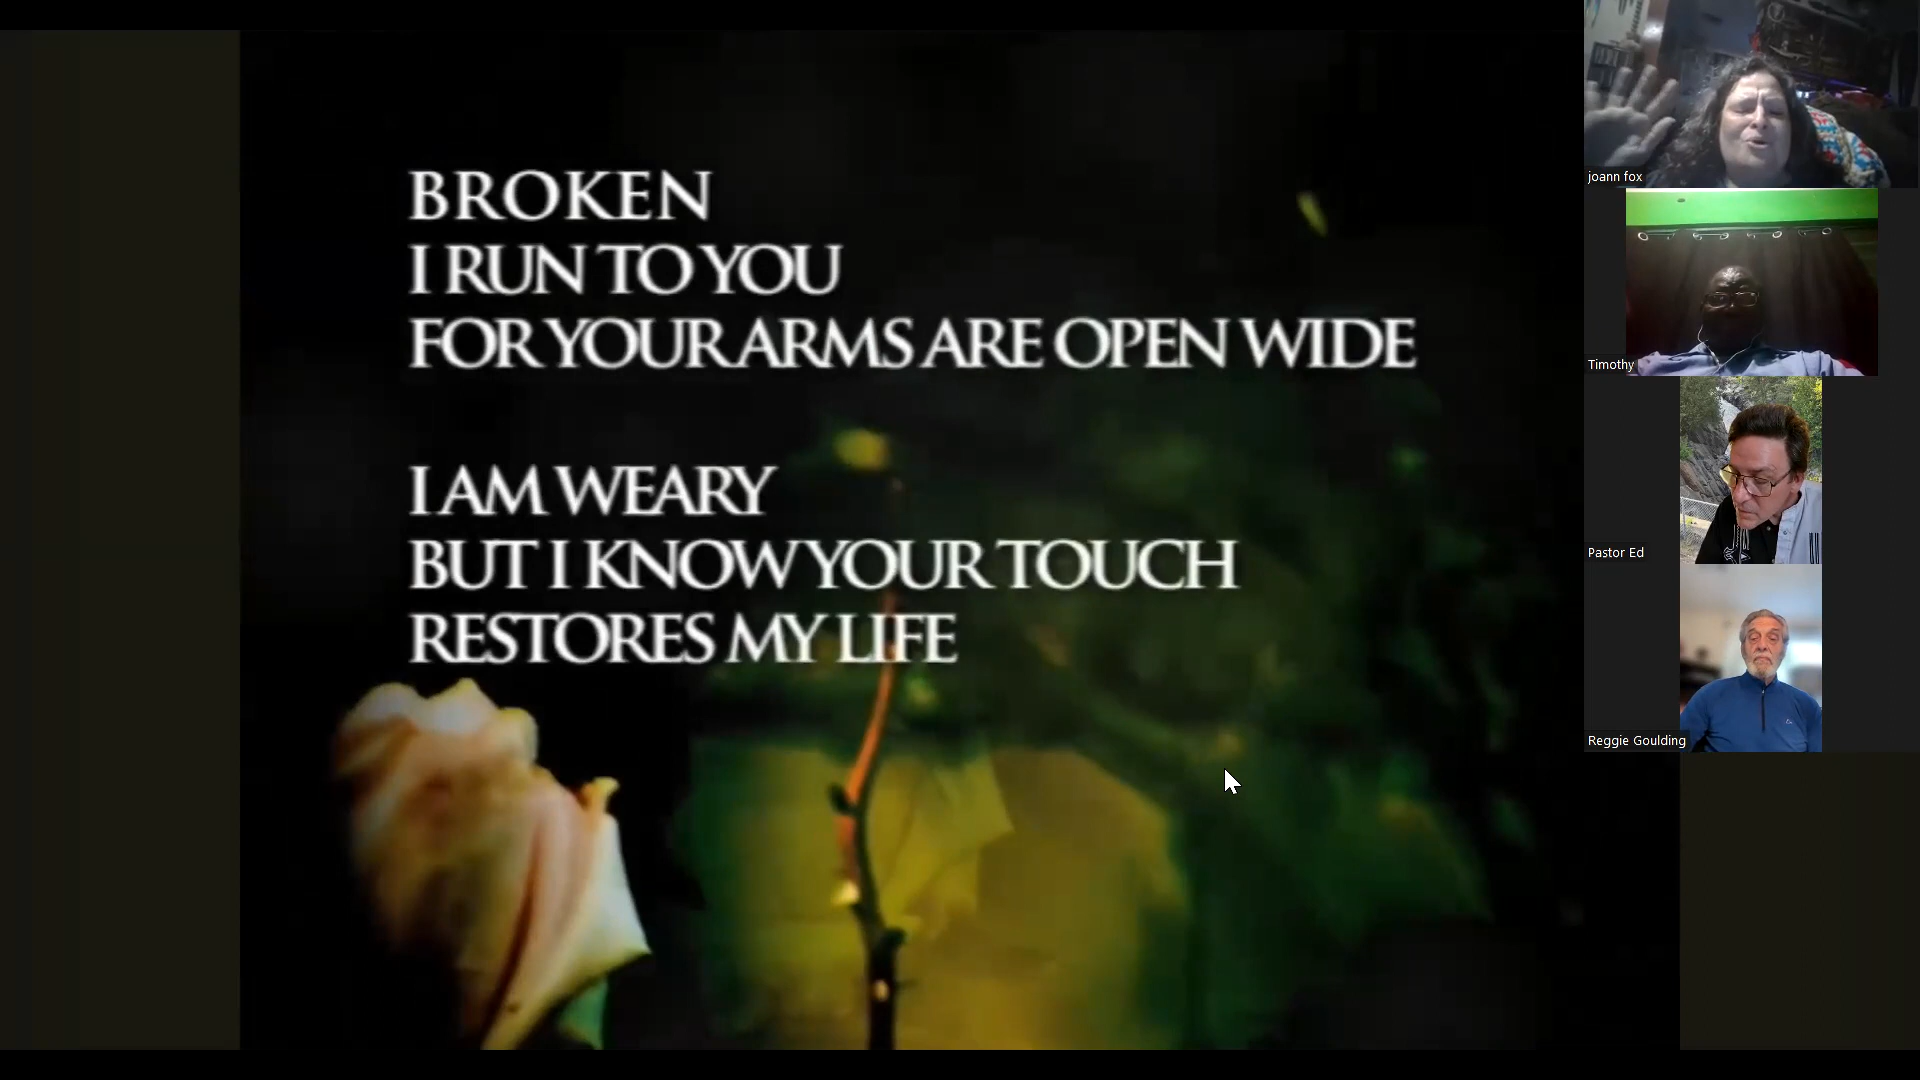 BROKEN
I RUN TO YOU
FOR YOUR ARMS ARE OPEN WIDE
I AM WEARY
BUT I KNOW YOUR TOUCH
RESTORES MY LIFE
joann fox
Timothy
Pastor Ed
Reggie Goulding